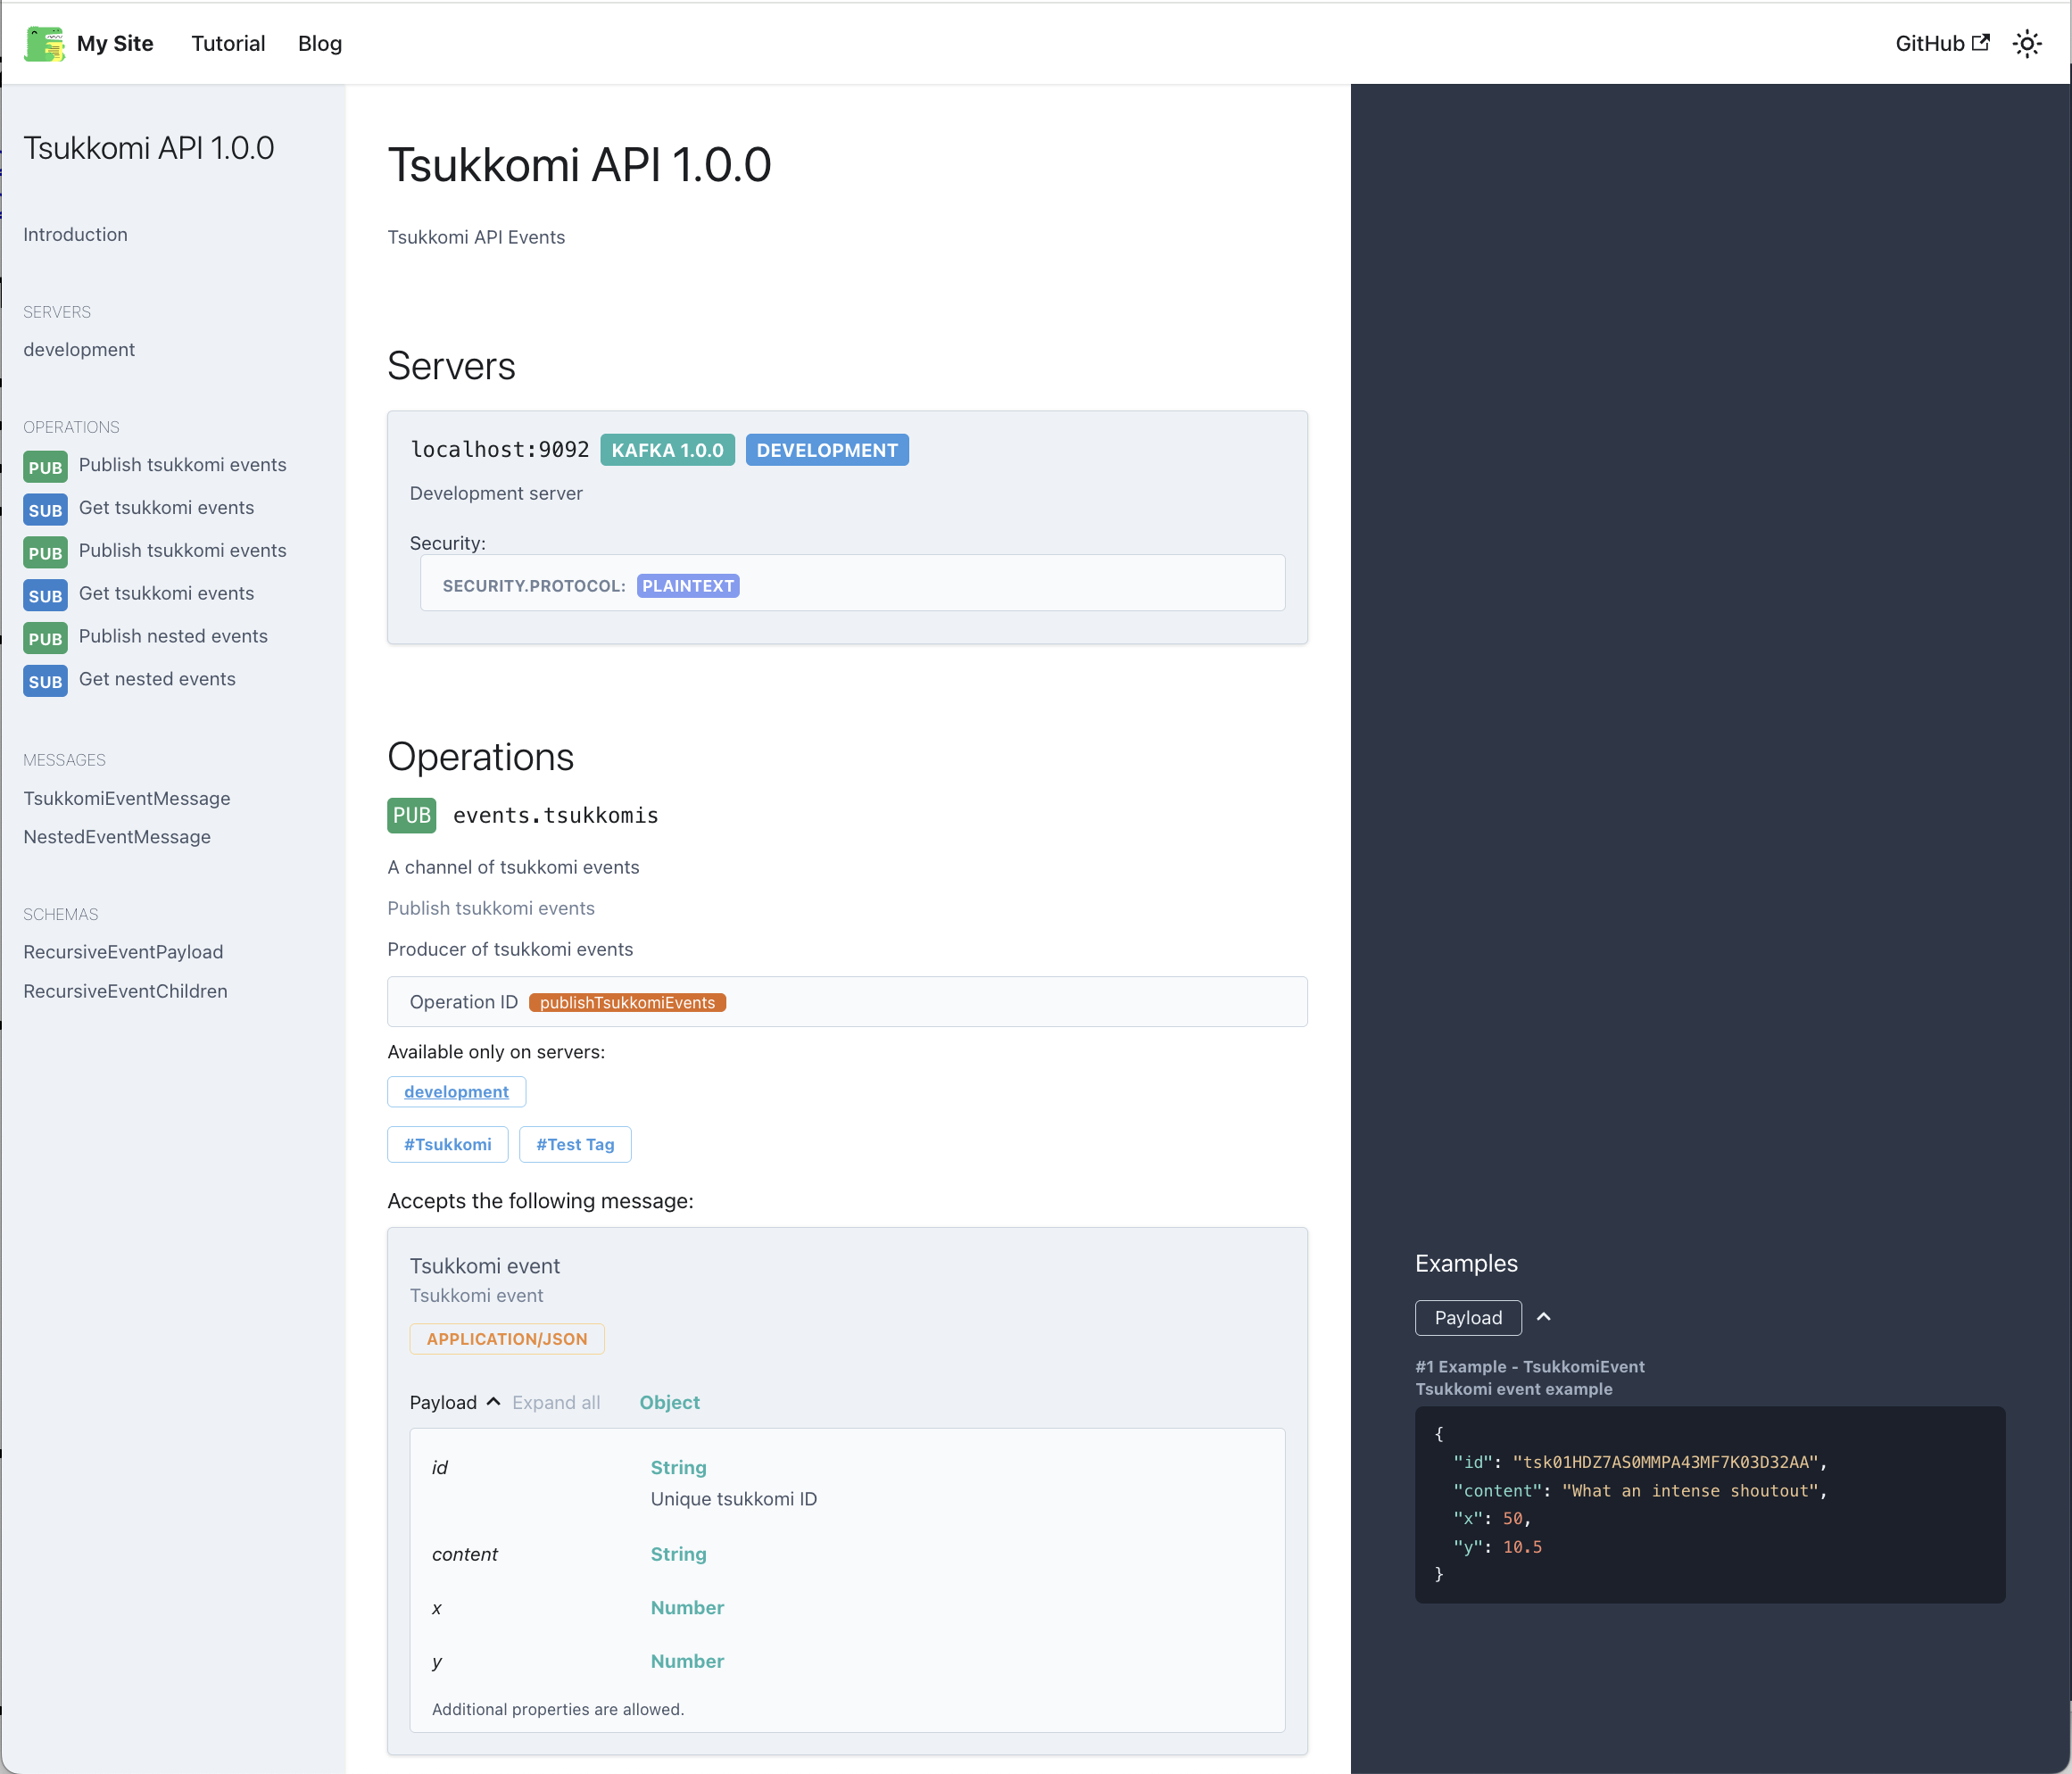 My Site
Tutorial
Blog
GitHub
Tsukkomi API 1.0.0
Introduction
SERVERS
development
OPERATIONS
PUB Publish tsukkomi events
SUB Get tsukkomi events
PUB Publish tsukkomi events
SUB Get tsukkomi events
PUB Publish nested events
SUB Get nested events
MESSAGES
TsukkomiEventMessage
NestedEventMessage
SCHEMAS
RecursiveEventPayload
RecursiveEventChildren
Tsukkomi API 1.0.0
Tsukkomi API Events
Servers
localhost:9092 KAFKA 1.0.0 DEVELOPMENT
Development server
Security:
SECURITY.PROTOCOL: PLAINTEXT
Operations
PUB events.tsukkomis
A channel of tsukkomi events
Publish tsukkomi events
Producer of tsukkomi events
Operation ID publishTsukkomiEvents
Available only on servers:
development
#Tsukkomi #Test Tag
Accepts the following message:
Tsukkomi event
Tsukkomi event
APPLICATION/JSON
Payload Expand all Object
id String
Unique tsukkomi ID
content String
x Number
y Number
Additional properties are allowed.
Examples
Payload
#1 Example - TsukkomiEvent
Tsukkomi event example
{
"id": "tsk01HDZ7AS0MMPA43MF7K03D32AA",
"content": "What an intense shoutout",
"x": 50,
"y": 10.5
}